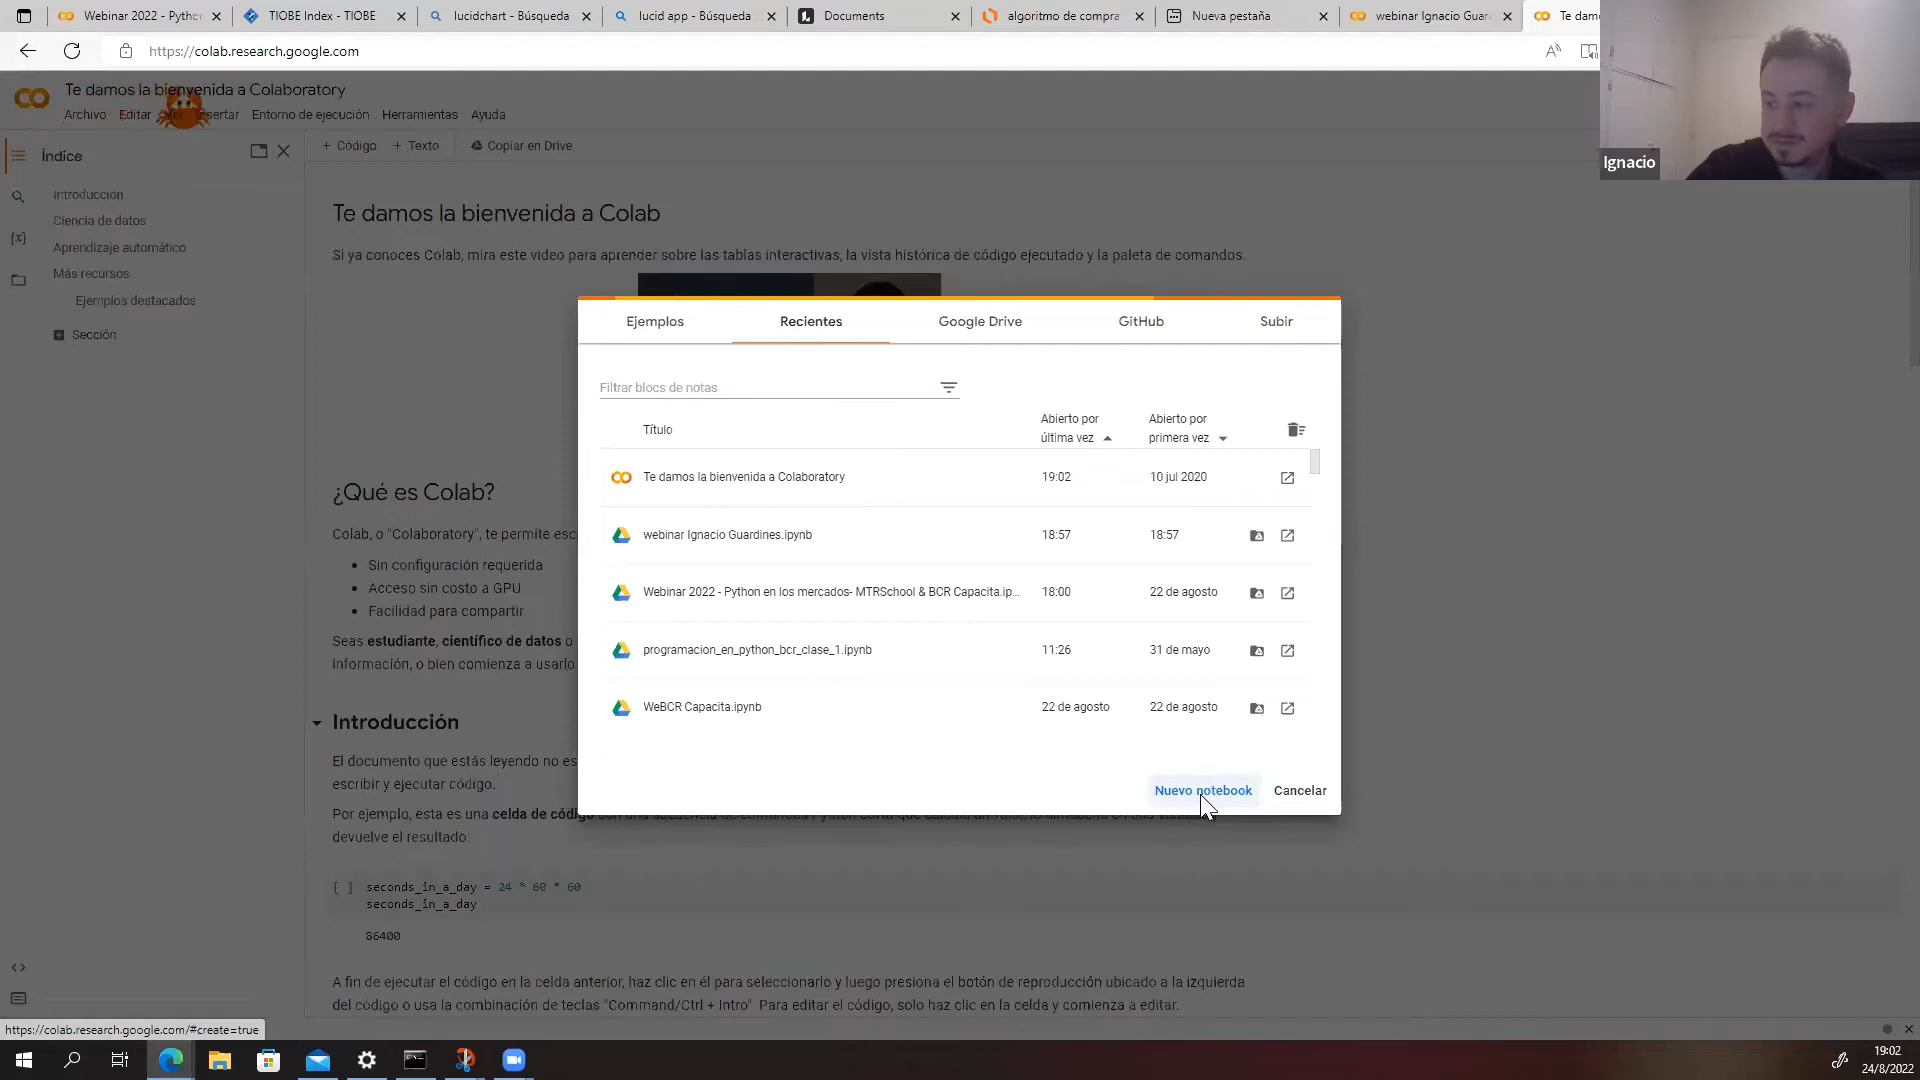 Webinar 2022 - Pytho
TIOBE Index - TIOBE
lucidchart - Búsqueda
lucid app - Búsqueda
Documents
algoritmo de compra
Nueva pestaña
webinar Ignacio Guar
Te damo
https://colab.research.google.com
Te damos la bienvenida a Colaboratory
Archivo Editar Ver Insertar Entorno de ejecución Herramientas Ayuda
Ignacio
Índice
+ Código + Texto Copiar en Drive
Introducción
Ciencia de datos
Aprendizaje automático
Más recursos
Ejemplos destacados
Sección
Te damos la bienvenida a Colab
Si ya conoces Colab, mira este video para aprender sobre las tablas interactivas, la vista histórica de código ejecutado y la paleta de comandos.
Ejemplos Recientes Google Drive GitHub Subir
Filtrar blocs de notas
Título
Abierto por última vez
Abierto por primera vez
Te damos la bienvenida a Colaboratory 19:02 10 jul 2020
webinar Ignacio Guardines.ipynb 18:57 18:57
Webinar 2022 - Python en los mercados- MTRSchool & BCR Capacita.ip... 18:00 22 de agosto
programacion_en_python_bcr_clase_1.ipynb 11:26 31 de mayo
WeBCR Capacita.ipynb 22 de agosto 22 de agosto
Nuevo notebook Cancelar
¿Qué es Colab?
Colab, o "Colaboratory", te permite esc
Sin configuración requerida
Acceso sin costo a GPU
Facilidad para compartir
Seas estudiante, científico de datos o
información, o bien comienza a usarlo
Introducción
El documento que estás leyendo no es
escribir y ejecutar código.
Por ejemplo, esta es una celda de código
devuelve el resultado:
[ ] seconds_in_a_day = 24 * 60 * 60
seconds_in_a_day
86400
A fin de ejecutar el código en la celda anterior, haz clic en él para seleccionarlo y luego presiona el botón de reproducción ubicado a la izquierda
del código o usa la combinación de teclas "Command/Ctrl + Intro" Para editar el código, solo haz clic en la celda y comienza a editar.
https://colab.research.google.com/#create=true
19:02
24/8/2022